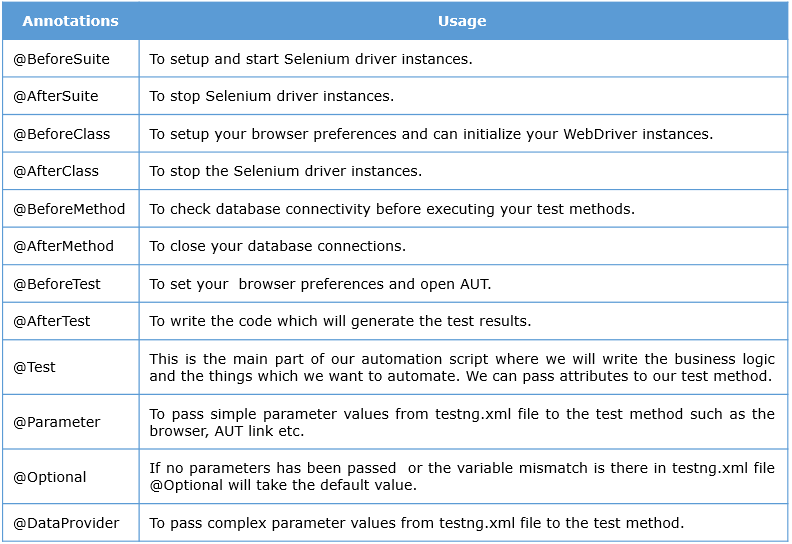 Annotations Usage
@BeforeSuite To setup and start Selenium driver instances.
@AfterSuite To stop Selenium driver instances.
@BeforeClass To setup your browser preferences and can initialize your WebDriver instances.
@AfterClass To stop the Selenium driver instances.
@BeforeMethod To check database connectivity before executing your test methods.
@AfterMethod To close your database connections.
@BeforeTest To set your  browser preferences and open AUT.
@AfterTest To write the code which will generate the test results.
@Test This is the main part of our automation script where we will write the business logic
and the things which we want to automate. We can pass attributes to our test method.
@Parameter To pass simple parameter values from testng.xml file to the test method such as the
browser, AUT link etc.
@Optional If no parameters has been passed  or the variable mismatch is there in testng.xml file
@Optional will take the default value.
@DataProvider To pass complex parameter values from testng.xml file to the test method.